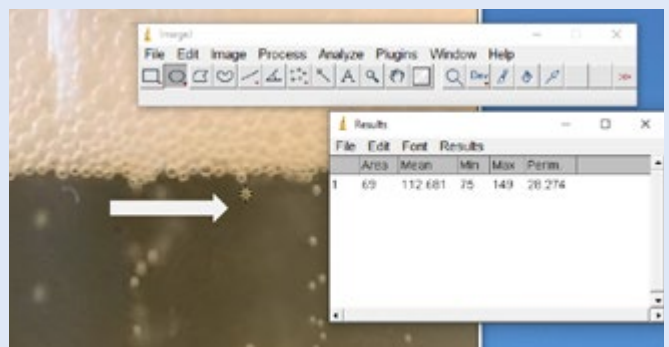 ImageJ
File Edit Image Process Analyze Plugins Window Help
A Dev
Results
File Edit Font Results
Area Mean Min Max Perim.
1 69 112.681 75 149 28.274